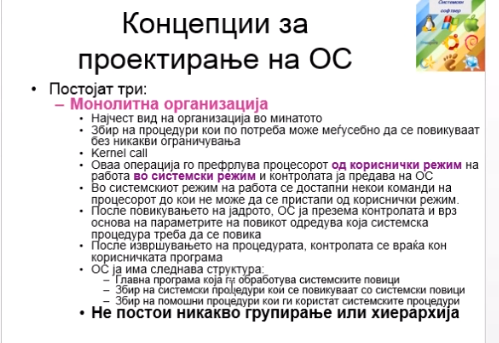 Концепции за
проектирање на ОС
Системски
софтвер
• Постојат три:
– Монолитна организација
• Најчест вид на организација во минатото
• Збир на процедури кои по потреба може меѓусебно да се повикуваат
без никакви ограничувања
• Kernel call
• Оваа операција го префрлува процесорот од кориснички режим на
работа во системски режим и контролата ја предава на ОС
• Во системскиот режим на работа се достапни некои команди на
процесорот до кои не може да се пристапи од кориснички режим.
• После повикувањето на јадрото, ОС ја презема контролата и врз
основа на параметрите на повикот одредува која системска
процедура треба да се повика
• После извршувањето на процедурата, контролата се враќа кон
корисничката програма
• ОС ја има следнава структура:
– Главна програма која ги обработува системските повици
– Збир на системски процедури кои се повикуваат со системски повици
– Збир на помошни процедури кои ги користат системските процедури
• Не постои никакво групирање или хиерархија